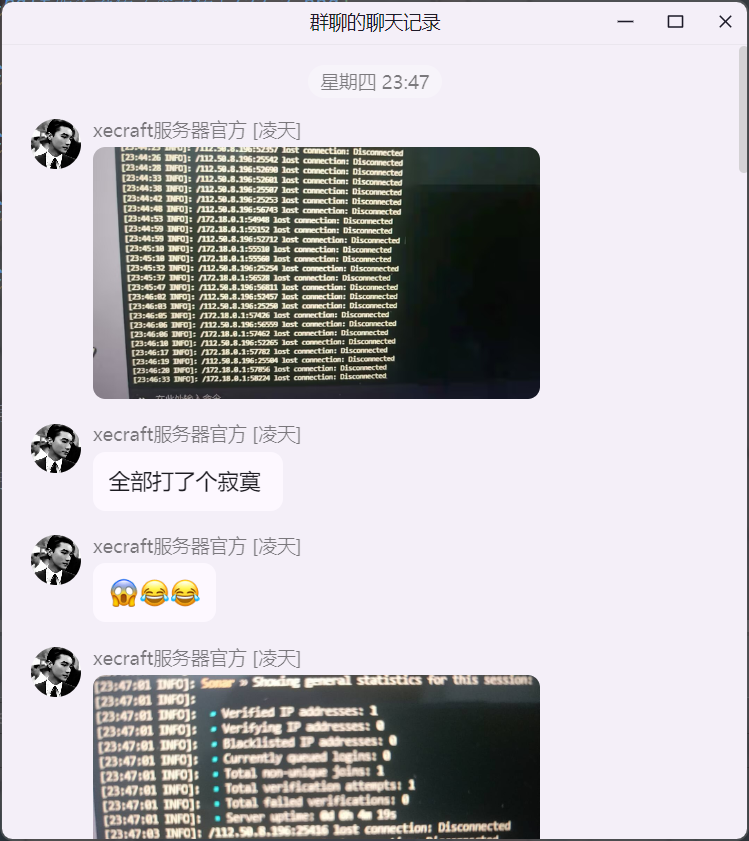 群聊的聊天记录
星期四 23:47
xecraft服务器官方 [凌天]
lost connection: Disconnected
[23:44:26 INFO]: /112.50.8.196:25542 lost connection: Disconnected
[23:44:28 INFO]: /112.50.8.196:52690 lost connection: Disconnected
[23:44:33 INFO]: /112.50.8.196:52601 lost connection: Disconnected
[23:44:38 INFO]: /112.50.8.196:25507 lost connection: Disconnected
[23:44:42 INFO]: /112.50.8.196:25253 lost connection: Disconnected
[23:44:48 INFO]: /112.50.8.196:56743 lost connection: Disconnected
[23:44:53 INFO]: /172.18.0.1:54948 lost connection: Disconnected
[23:44:59 INFO]: /172.18.0.1:55152 lost connection: Disconnected
[23:44:59 INFO]: /112.50.8.196:52712 lost connection: Disconnected
[23:45:10 INFO]: /172.18.0.1:55510 lost connection: Disconnected
[23:45:10 INFO]: /172.18.0.1:55560 lost connection: Disconnected
[23:45:32 INFO]: /112.50.8.196:25254 lost connection: Disconnected
[23:45:37 INFO]: /172.18.0.1:56528 lost connection: Disconnected
[23:45:47 INFO]: /112.50.8.196:56811 lost connection: Disconnected
[23:46:02 INFO]: /112.50.8.196:52457 lost connection: Disconnected
[23:46:03 INFO]: /112.50.8.196:25250 lost connection: Disconnected
[23:46:05 INFO]: /172.18.0.1:57426 lost connection: Disconnected
[23:46:06 INFO]: /112.50.8.196:56559 lost connection: Disconnected
[23:46:06 INFO]: /172.18.0.1:57462 lost connection: Disconnected
[23:46:10 INFO]: /112.50.8.196:52265 lost connection: Disconnected
[23:46:17 INFO]: /172.18.0.1:57782 lost connection: Disconnected
[23:46:19 INFO]: /112.50.8.196:25504 lost connection: Disconnected
[23:46:20 INFO]: /172.18.0.1:57856 lost connection: Disconnected
[23:46:33 INFO]: /172.18.0.1:58224 lost connection: Disconnected
xecraft服务器官方 [凌天]
全部打了个寂寞
xecraft服务器官方 [凌天]
😱😂😂
xecraft服务器官方 [凌天]
[23:47:01 INFO]: Sonar » Showing general statistics for this session:
[23:47:01 INFO]:
[23:47:01 INFO]: • Verified IP addresses: 1
[23:47:01 INFO]: • Verifying IP addresses: 0
[23:47:01 INFO]: • Blacklisted IP addresses: 0
[23:47:01 INFO]: • Currently queued logins: 0
[23:47:01 INFO]: • Total non-unique joins: 1
[23:47:01 INFO]: • Total verification attempts: 1
[23:47:01 INFO]: • Total failed verifications: 0
[23:47:01 INFO]: • Server uptime: 0d 0h 4m 19s
[23:47:03 INFO]: /112.50.8.196:25416 lost connection: Disconnected